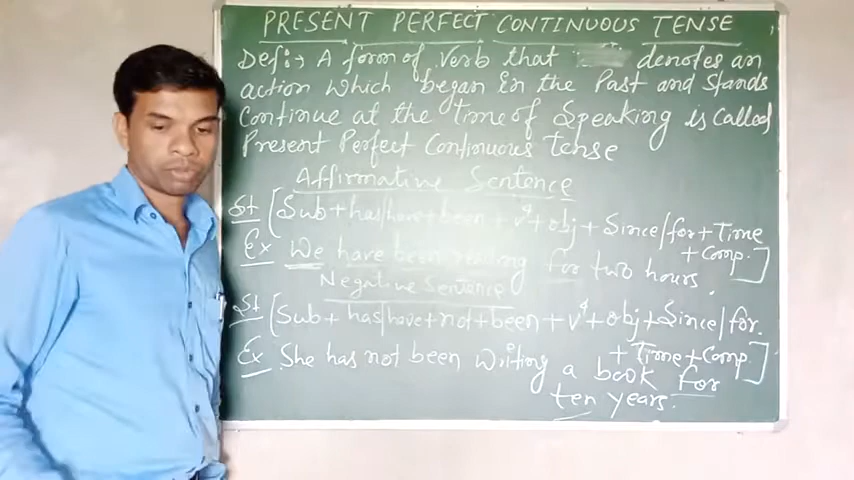 PRESENT PERFECT CONTINUOUS TENSE
Def:→ A form of verb that denotes an
action which began in the Past and stands
Continue at the time of Speaking is called
Present Perfect Continuous tense
Affirmative Sentence
St [Sub + has/have + been + v⁴ + obj + Since/for + Time
+ Comp.]
Ex We have been reading for two hours.
Negative Sentence
St [Sub + has/have + not + been + v⁴ + obj + Since/for.
+ Time + Comp.]
Ex She has not been writing a book for
ten years.